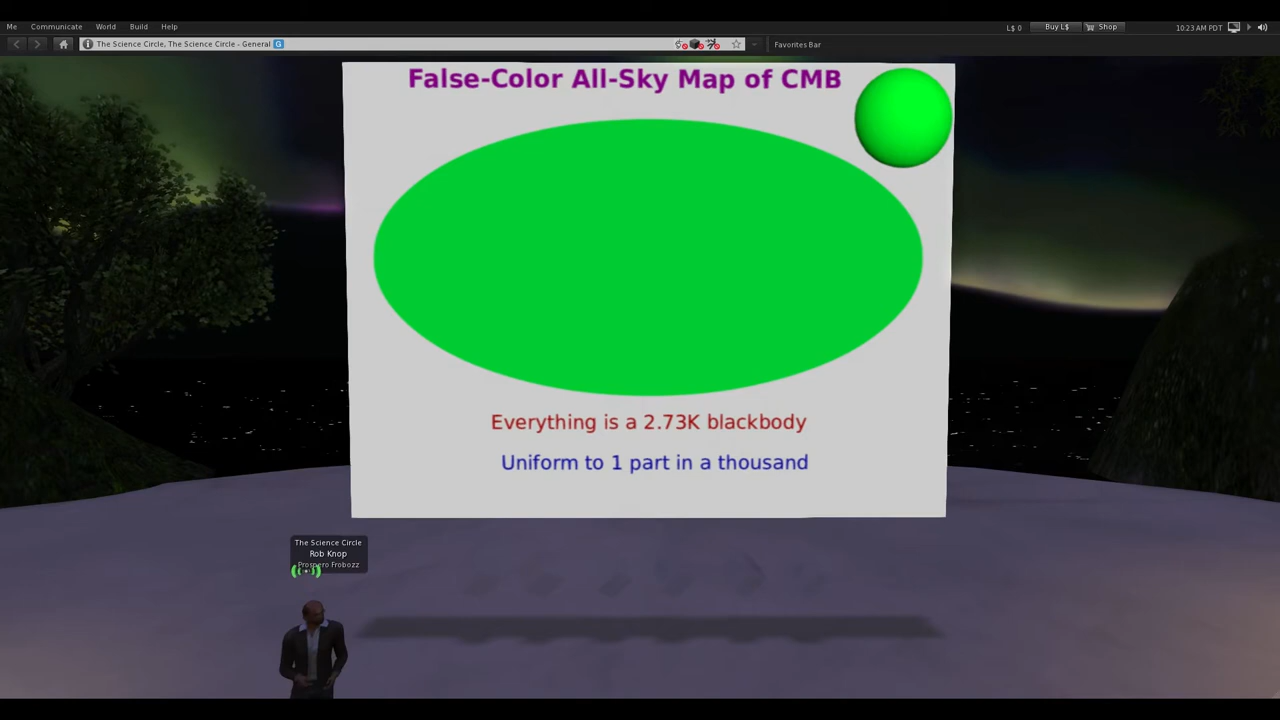 Me Communicate World Build Help L$ 0 Buy L$ Shop 10:23 AM PDT
The Science Circle, The Science Circle - General G Favorites Bar
False-Color All-Sky Map of CMB
Everything is a 2.73K blackbody
Uniform to 1 part in a thousand
The Science Circle
Rob Knop
Prospero Frobozz